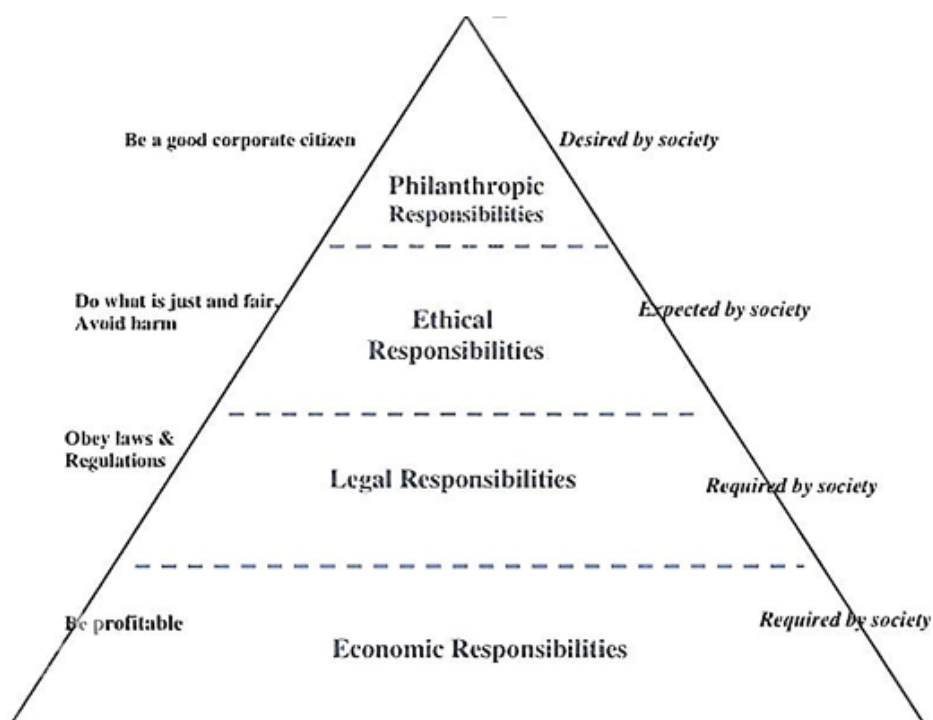 Be a good corporate citizen
Desired by society
Philanthropic
Responsibilities
Do what is just and fair,
Avoid harm
Expected by society
Ethical
Responsibilities
Obey laws &
Regulations
Legal Responsibilities
Required by society
Be profitable
Required by society
Economic Responsibilities